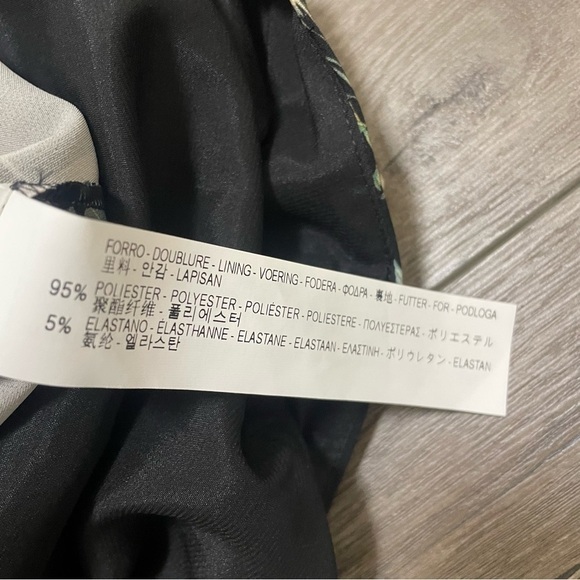 FORRO - DOUBLURE - LINING - VOERING - FODERA - ΦΟΔΡΑ - 裏地 - FUTTER - FOR - PODLOGA
里料 - 안감 - LAPISAN
95% POLIESTER - POLYESTER - POLIÉSTER - POLIESTERE - ΠΟΛΥΕΣΤΕΡΑΣ - ポリエステル
聚酯纤维 - 폴리에스터
5% ELASTANO - ÉLASTHANNE - ELASTANE - ELASTAAN - ΕΛΑΣΤΙΝΗ - ポリウレタン - ELASTAN
氨纶 - 엘라스탄